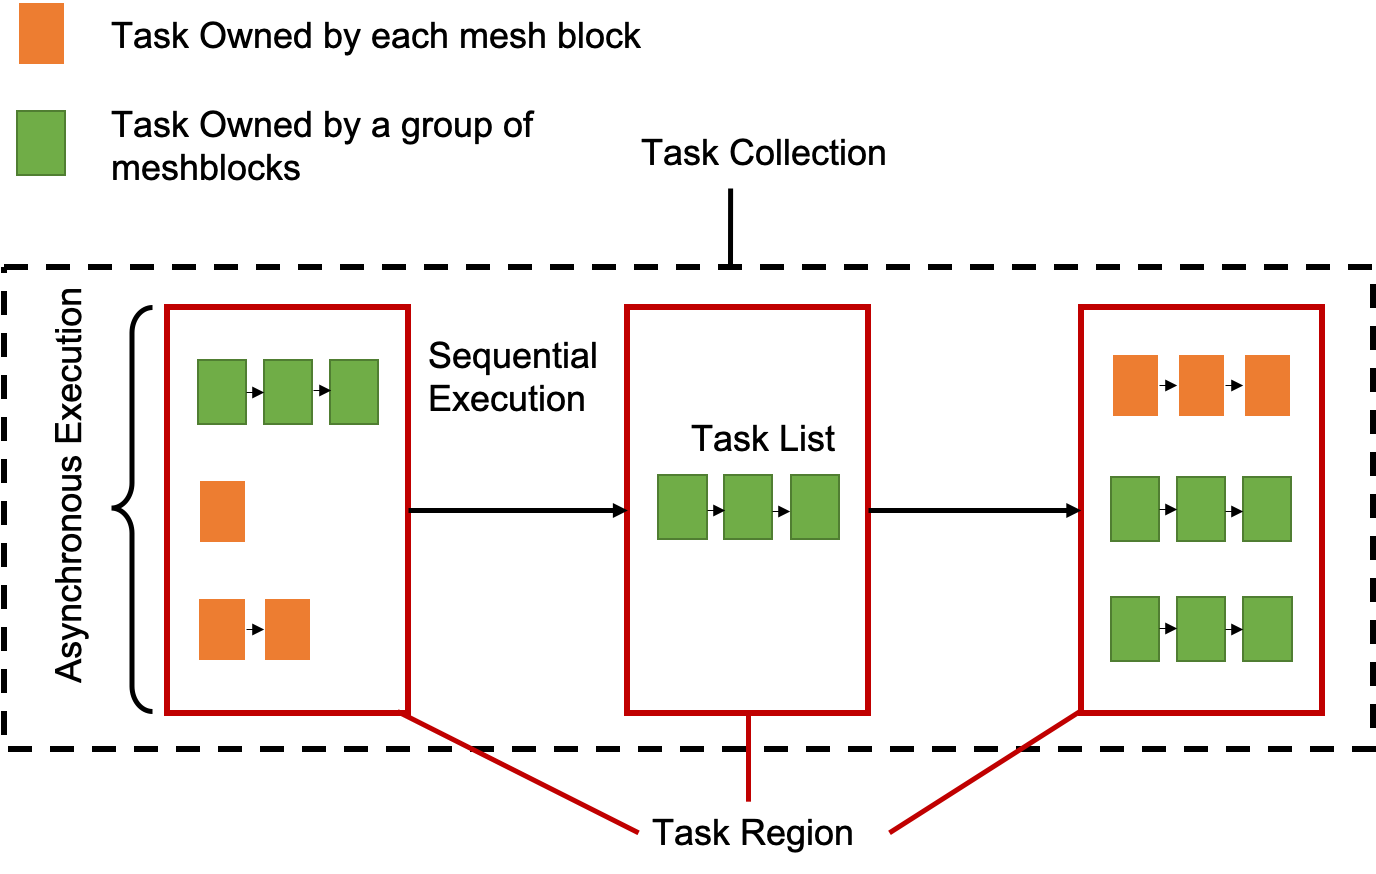 Task Owned by each mesh block
Task Owned by a group of
meshblocks
Task Collection
Asynchronous Execution
Sequential
Execution
Task List
Task Region